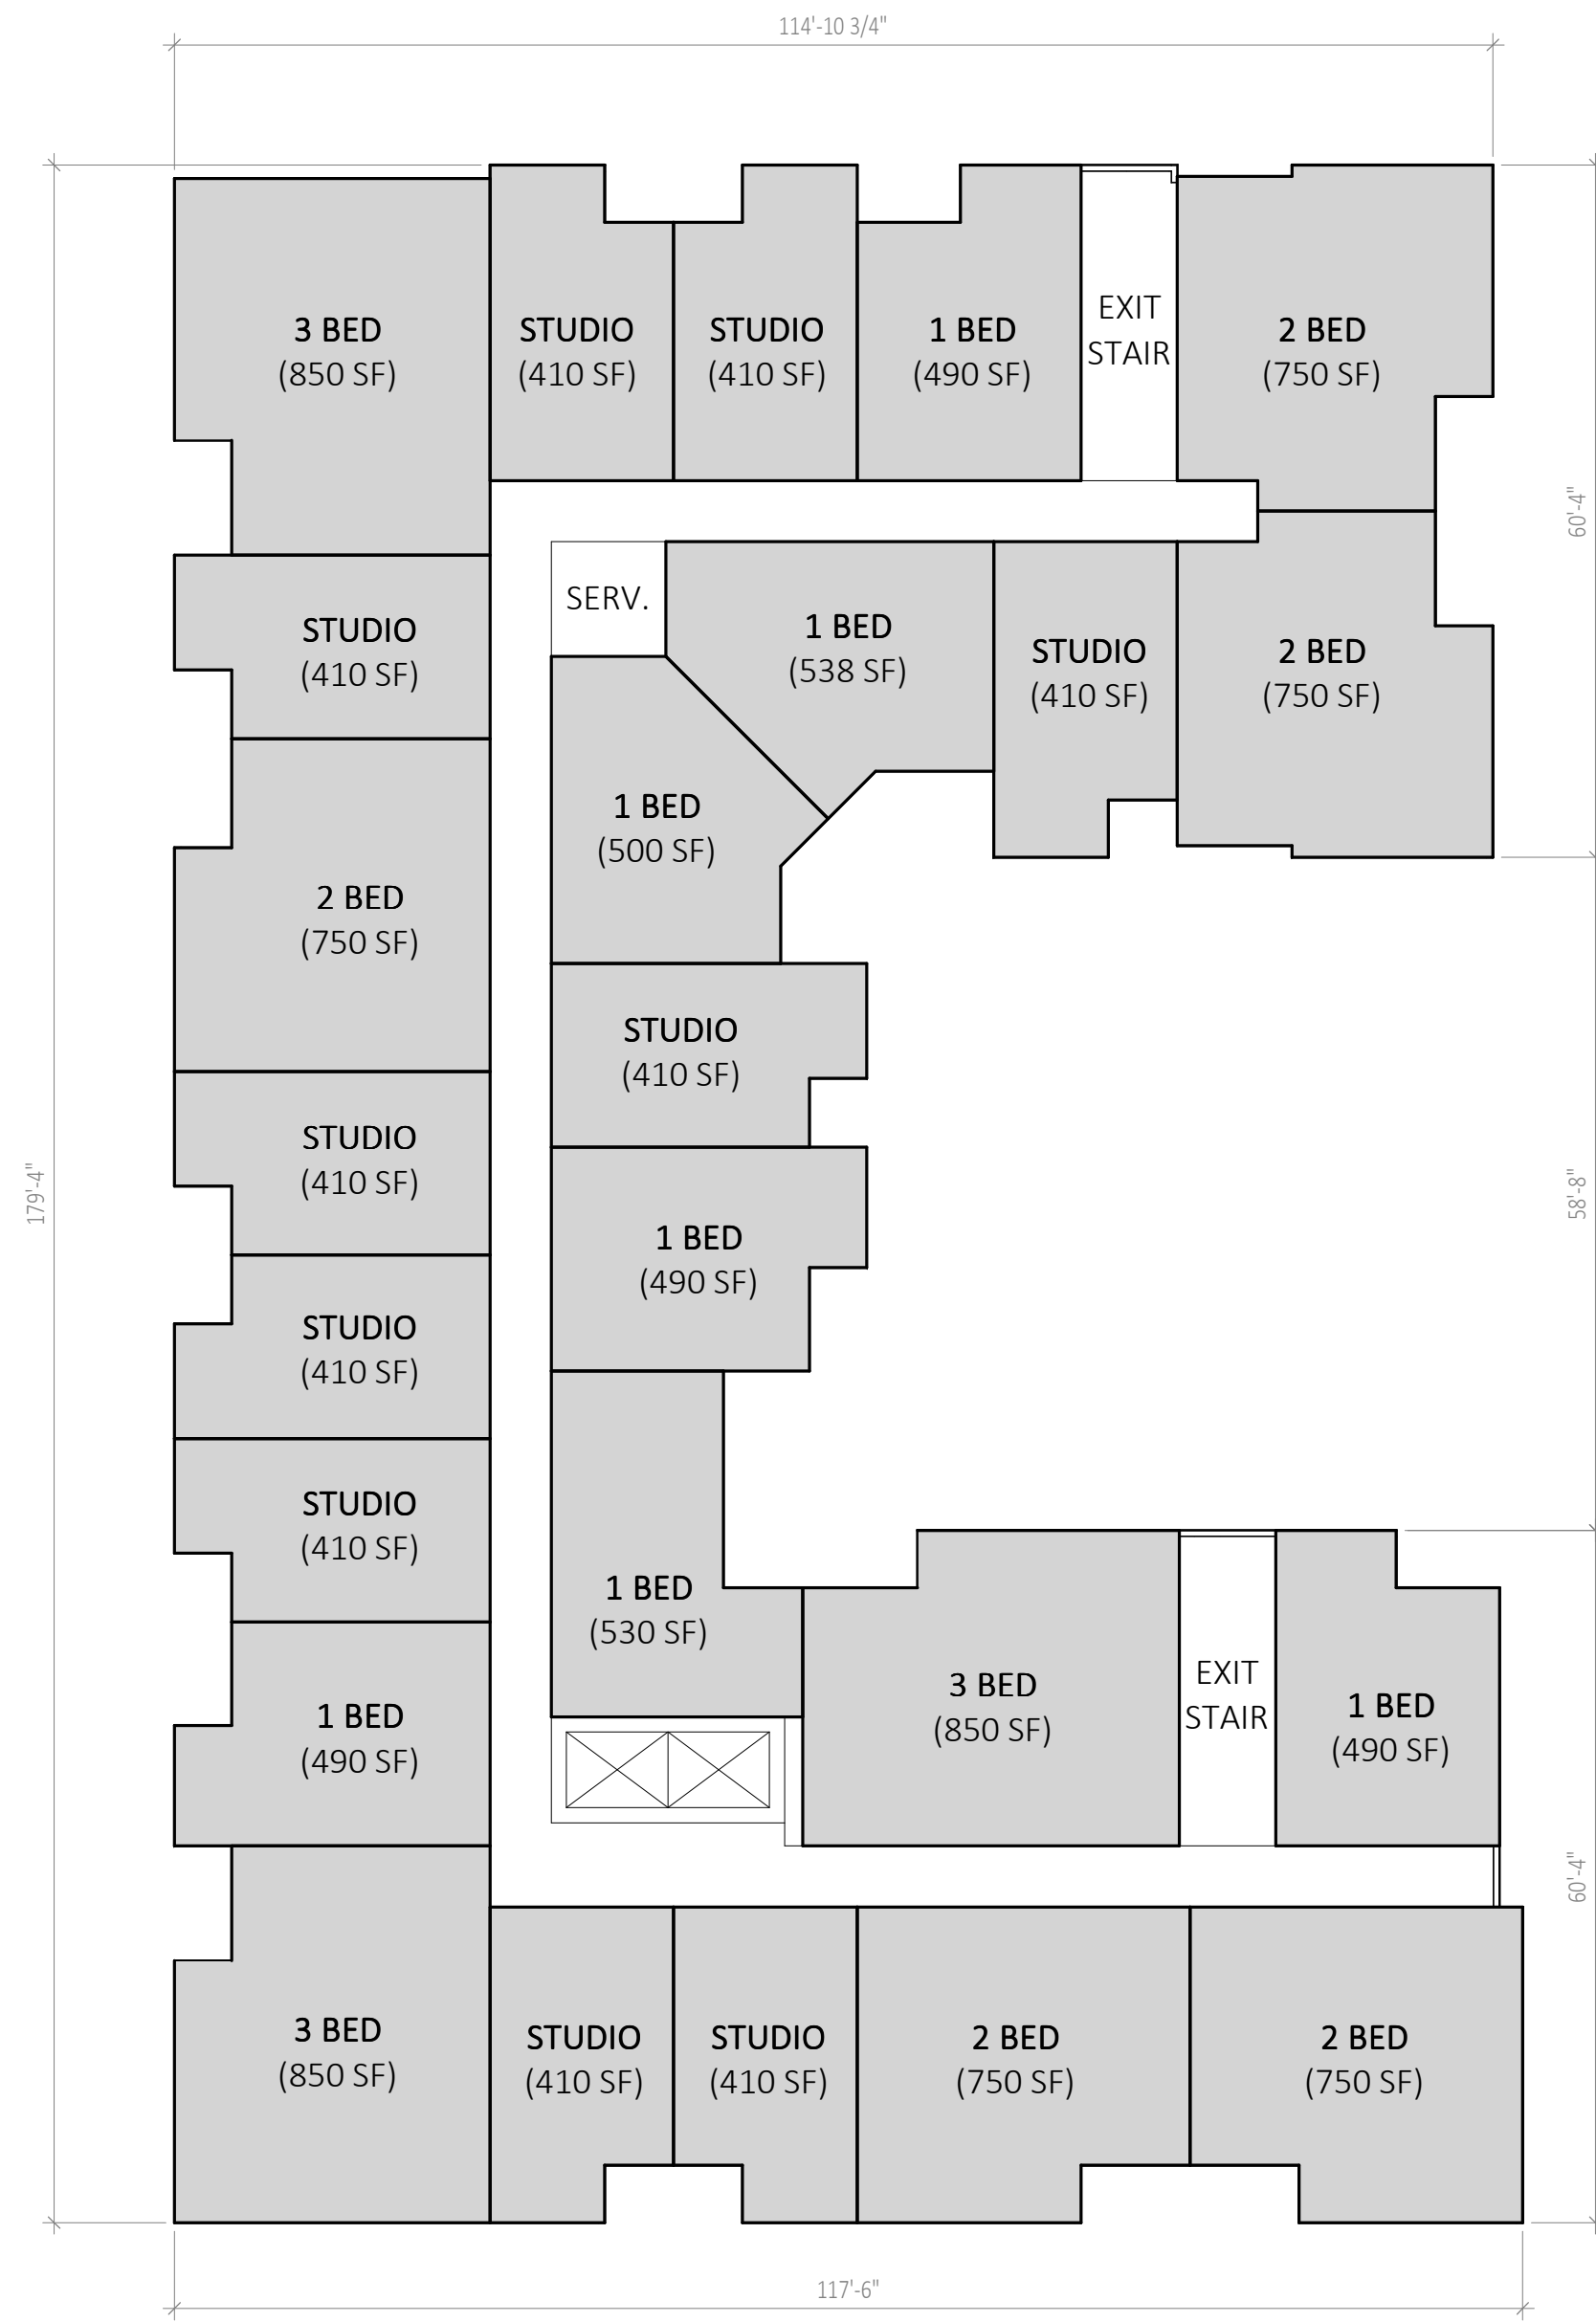 114'-10 3/4"
3 BED
(850 SF)
STUDIO
(410 SF)
STUDIO
(410 SF)
1 BED
(490 SF)
EXIT
STAIR
2 BED
(750 SF)
60'-4"
SERV.
1 BED
(538 SF)
STUDIO
(410 SF)
2 BED
(750 SF)
STUDIO
(410 SF)
1 BED
(500 SF)
2 BED
(750 SF)
STUDIO
(410 SF)
STUDIO
(410 SF)
179'-4"
58'-8"
1 BED
(490 SF)
STUDIO
(410 SF)
STUDIO
(410 SF)
1 BED
(530 SF)
3 BED
(850 SF)
EXIT
STAIR
1 BED
(490 SF)
1 BED
(490 SF)
60'-4"
3 BED
(850 SF)
STUDIO
(410 SF)
STUDIO
(410 SF)
2 BED
(750 SF)
2 BED
(750 SF)
117'-6"